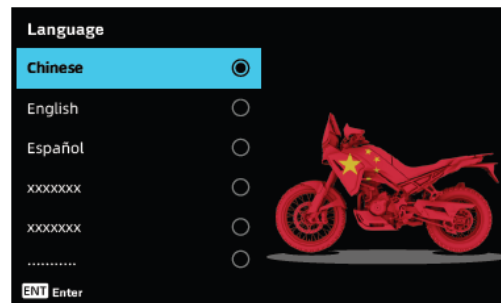 Language
Chinese
English
Español
xxxxxxx
xxxxxxx
...........
ENT Enter